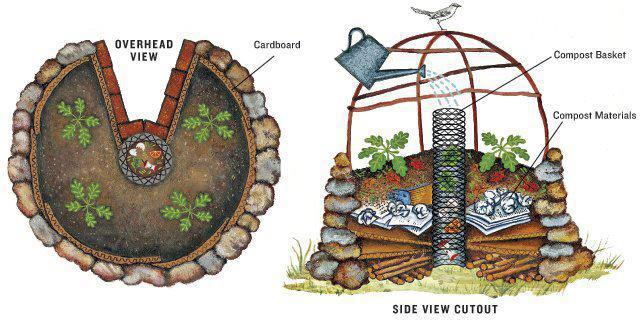 OVERHEAD
VIEW
Cardboard
Compost Basket
Compost Materials
SIDE VIEW CUTOUT